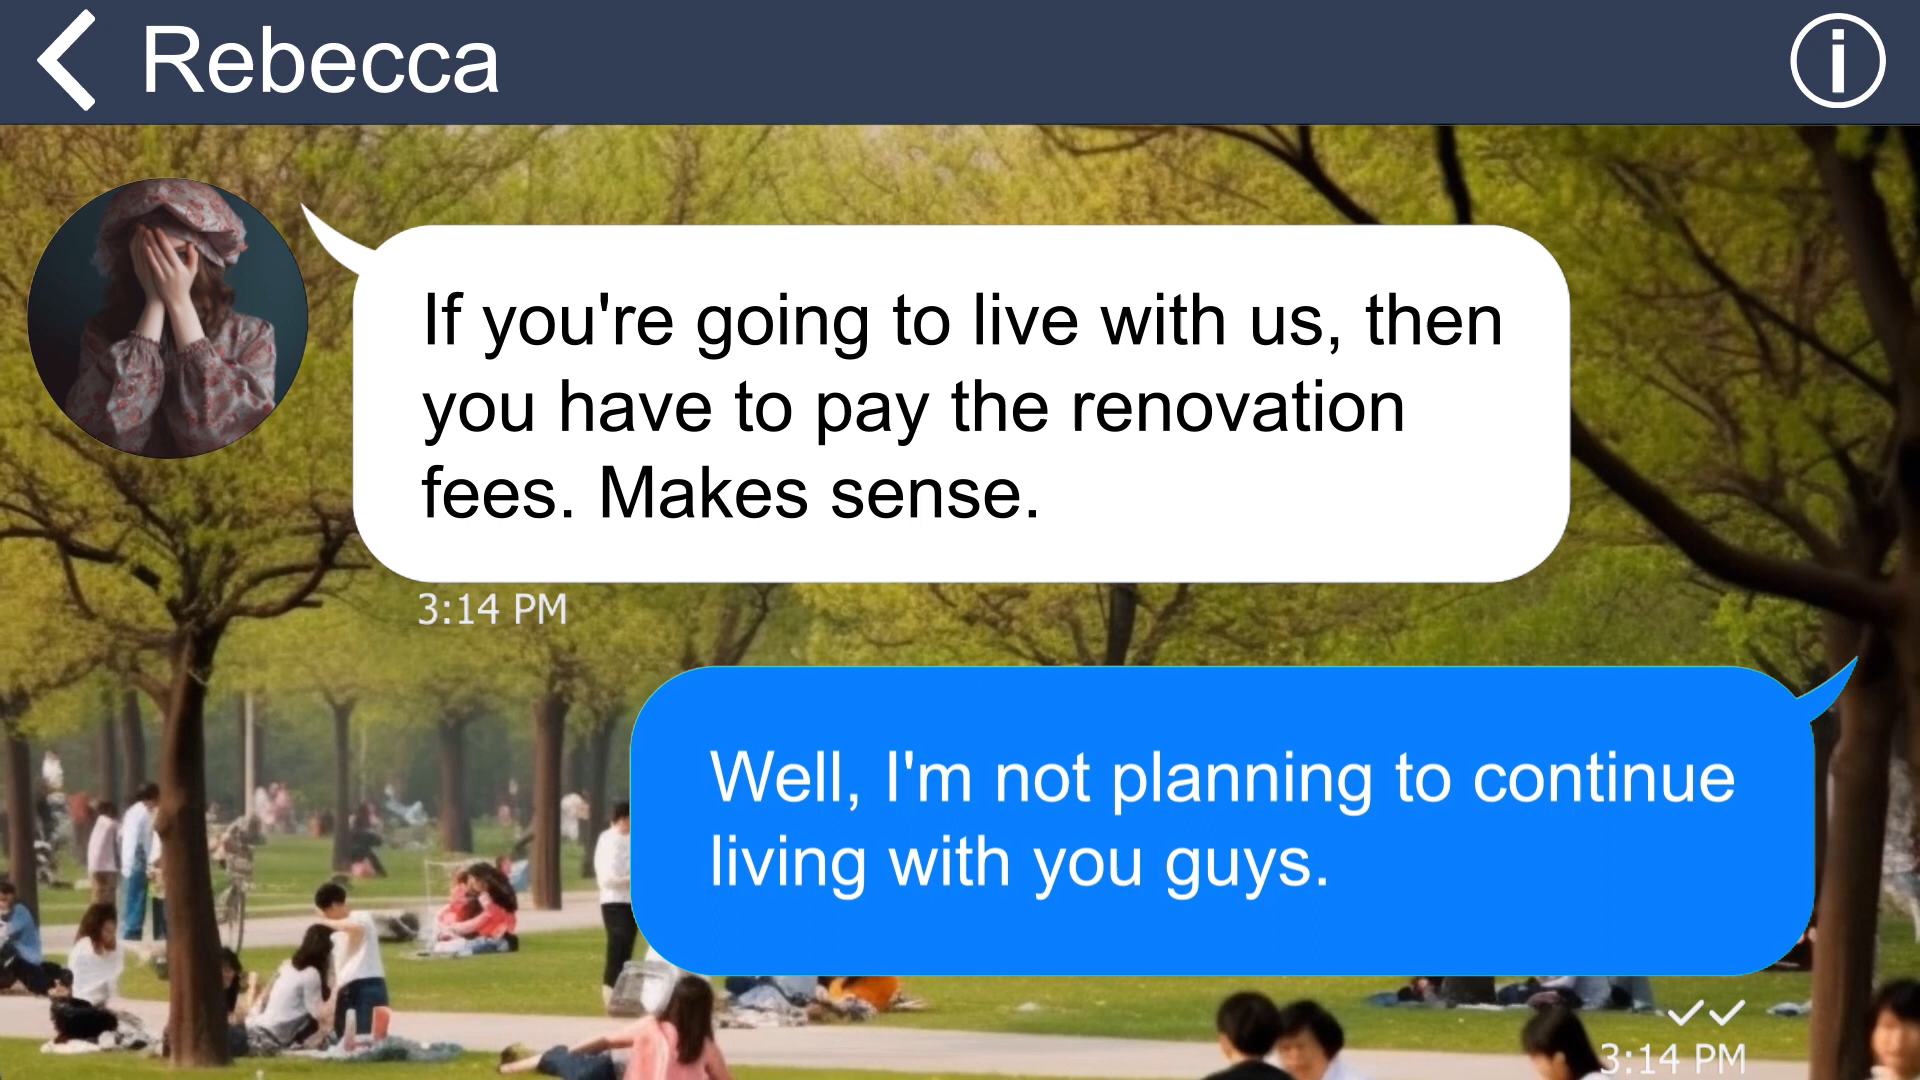 Rebecca
If you're going to live with us, then
you have to pay the renovation
fees. Makes sense.
3:14 PM
Well, I'm not planning to continue
living with you guys.
3:14 PM